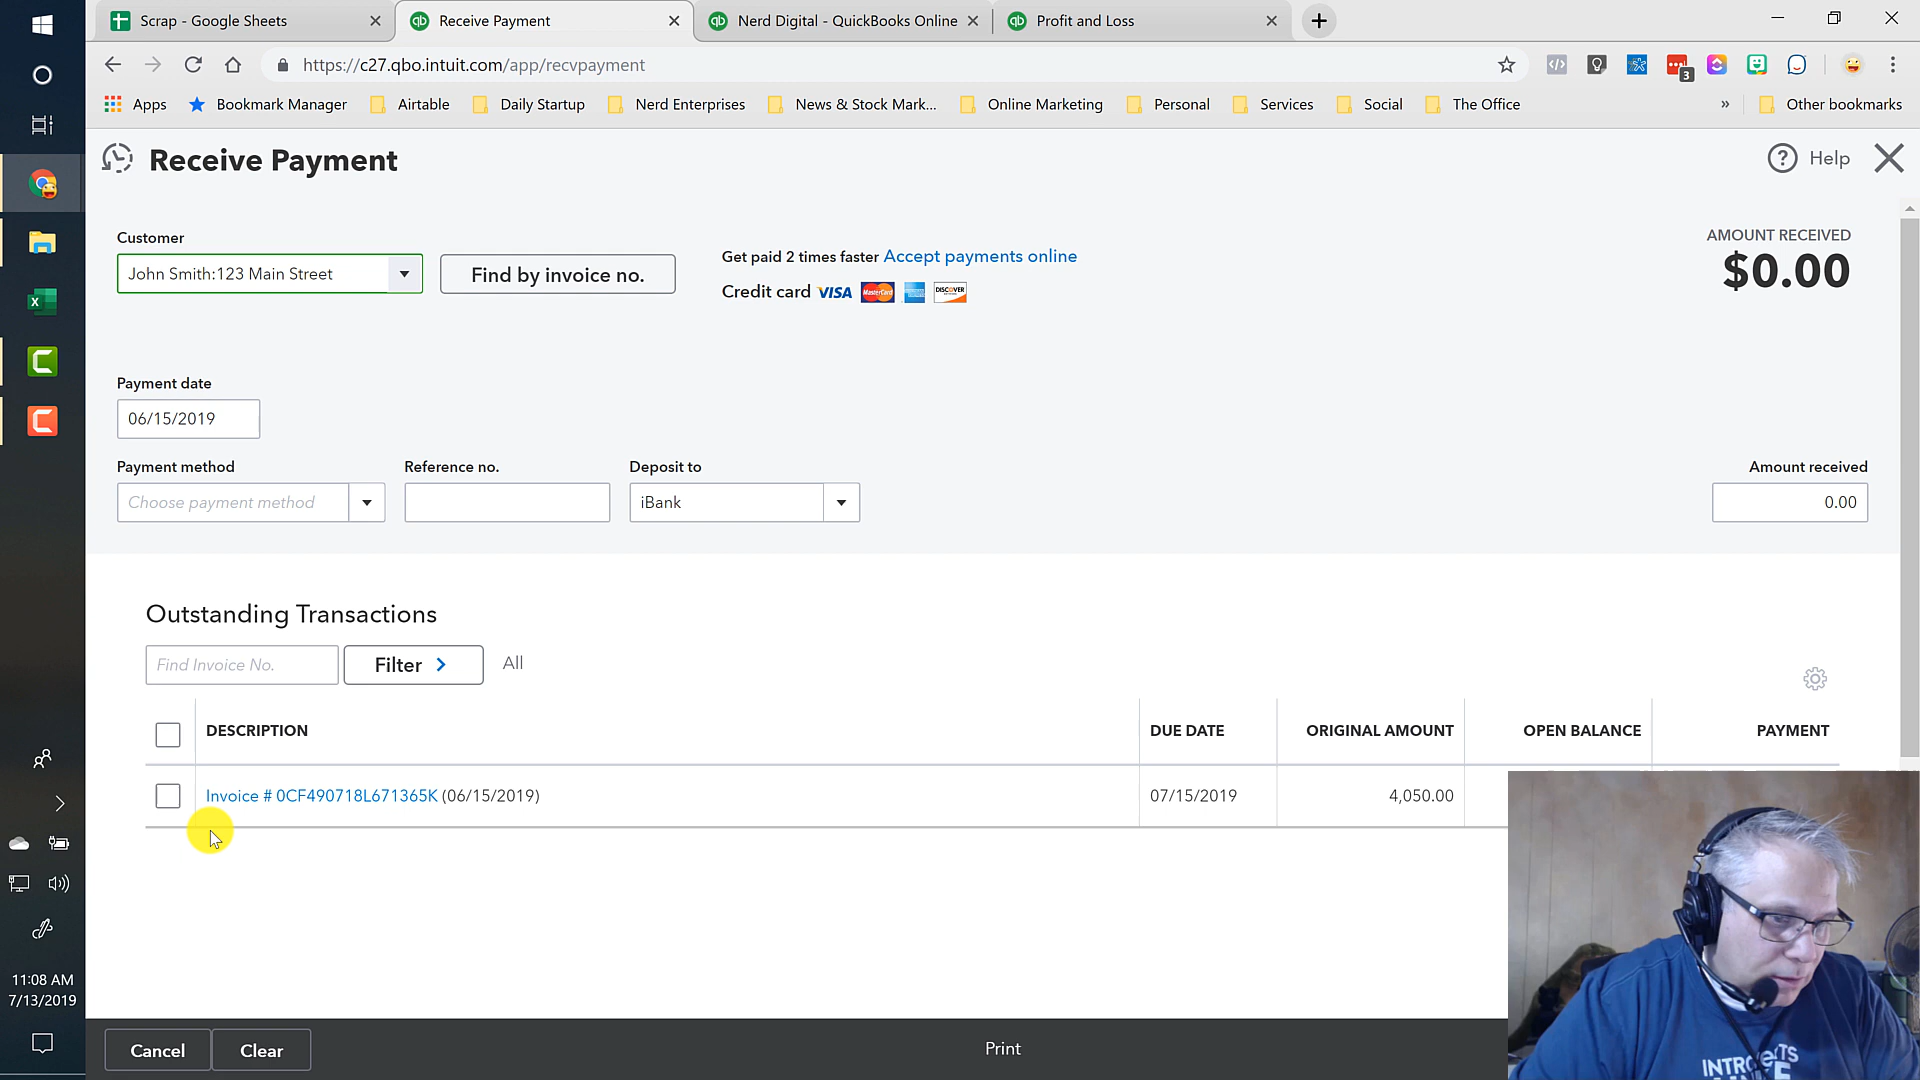 Scrap - Google Sheets
Receive Payment
Nerd Digital - QuickBooks Online
Profit and Loss
https://c27.qbo.intuit.com/app/recvpayment
3
Apps
Bookmark Manager
Airtable
Daily Startup
Nerd Enterprises
News & Stock Mark...
Online Marketing
Personal
Services
Social
The Office
»
Other bookmarks
Receive Payment
Help
Customer
John Smith:123 Main Street
Find by invoice no.
Get paid 2 times faster Accept payments online
Credit card VISA MasterCard DISCOVER
AMOUNT RECEIVED
$0.00
Payment date
06/15/2019
Payment method
Reference no.
Deposit to
Amount received
Choose payment method
iBank
0.00
Outstanding Transactions
Find Invoice No.
Filter
All
DESCRIPTION
DUE DATE
ORIGINAL AMOUNT
OPEN BALANCE
PAYMENT
Invoice # 0CF490718L671365K (06/15/2019)
07/15/2019
4,050.00
11:08 AM
7/13/2019
Cancel
Clear
Print